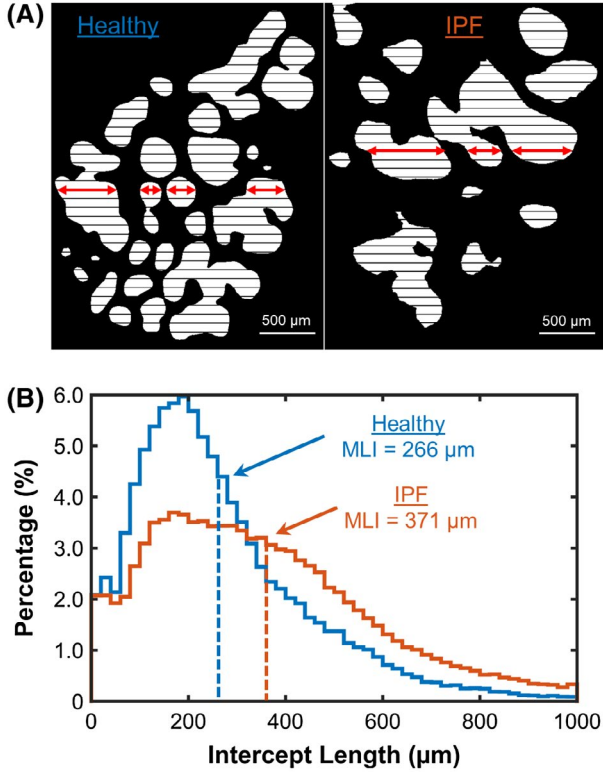 (A)
Healthy
IPF
500 μm
500 μm
(B)
6.0
5.0
4.0
3.0
2.0
1.0
0
Percentage (%)
Healthy
MLI = 266 μm
IPF
MLI = 371 μm
0
200
400
600
800
1000
Intercept Length (μm)